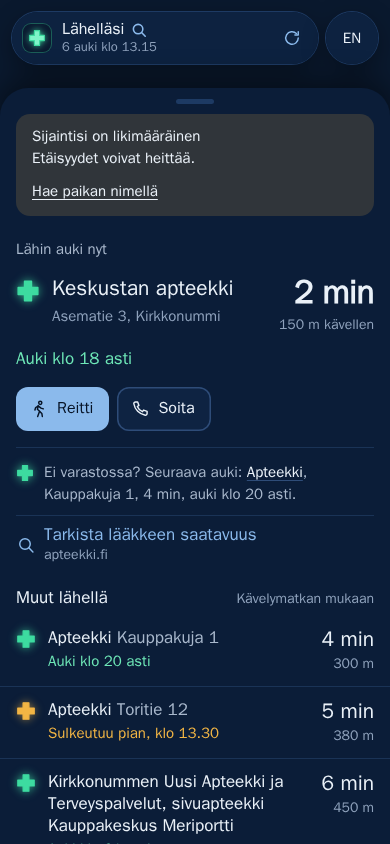 Lähelläsi
6 auki klo 13.15
EN
Sijaintisi on likimääräinen
Etäisyydet voivat heittää.
Hae paikan nimellä
Lähin auki nyt
Keskustan apteekki
2 min
Asematie 3, Kirkkonummi
150 m kävellen
Auki klo 18 asti
Reitti
Soita
Ei varastossa? Seuraava auki: Apteekki,
Kauppakuja 1, 4 min, auki klo 20 asti.
Tarkista lääkkeen saatavuus
apteekki.fi
Muut lähellä
Kävelymatkan mukaan
Apteekki Kauppakuja 1
4 min
Auki klo 20 asti
300 m
Apteekki Toritie 12
5 min
Sulkeutuu pian, klo 13.30
380 m
Kirkkonummen Uusi Apteekki ja
6 min
Terveyspalvelut, sivuapteekki
450 m
Kauppakeskus Meriportti